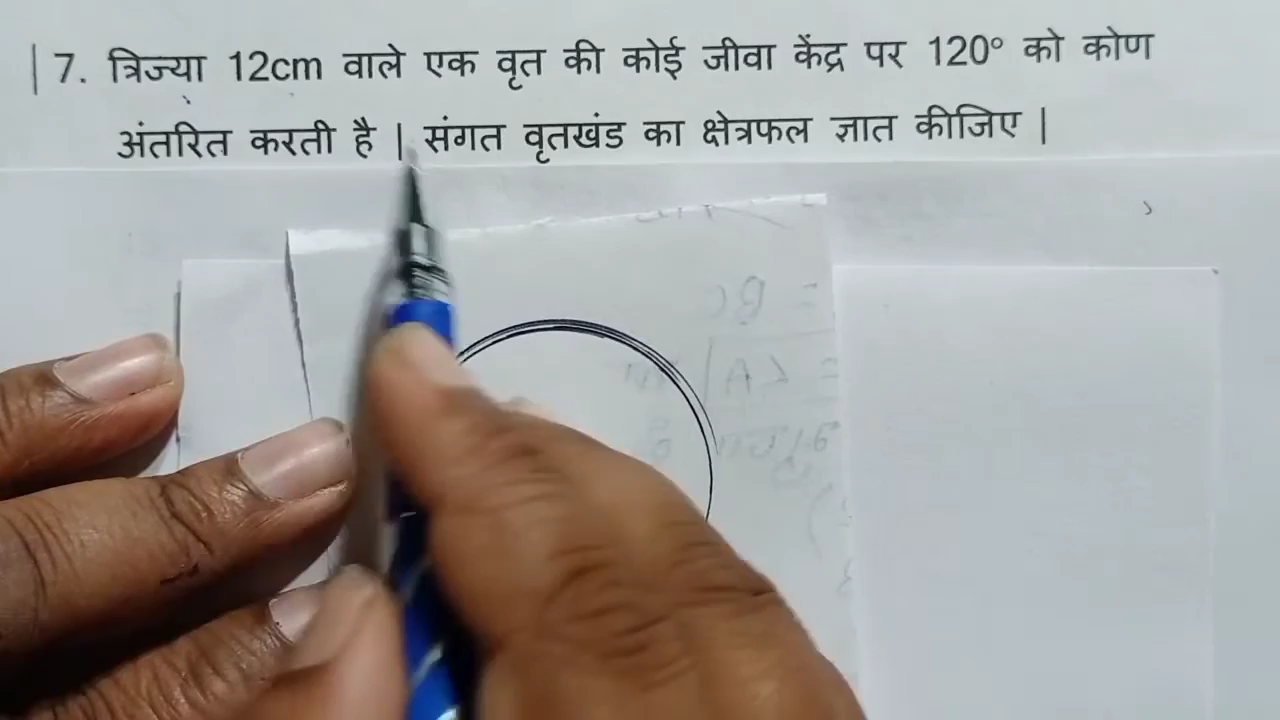 7. त्रिज्या 12cm वाले एक वृत की कोई जीवा केंद्र पर 120° को कोण
अंतरित करती है | संगत वृतखंड का क्षेत्रफल ज्ञात कीजिए |